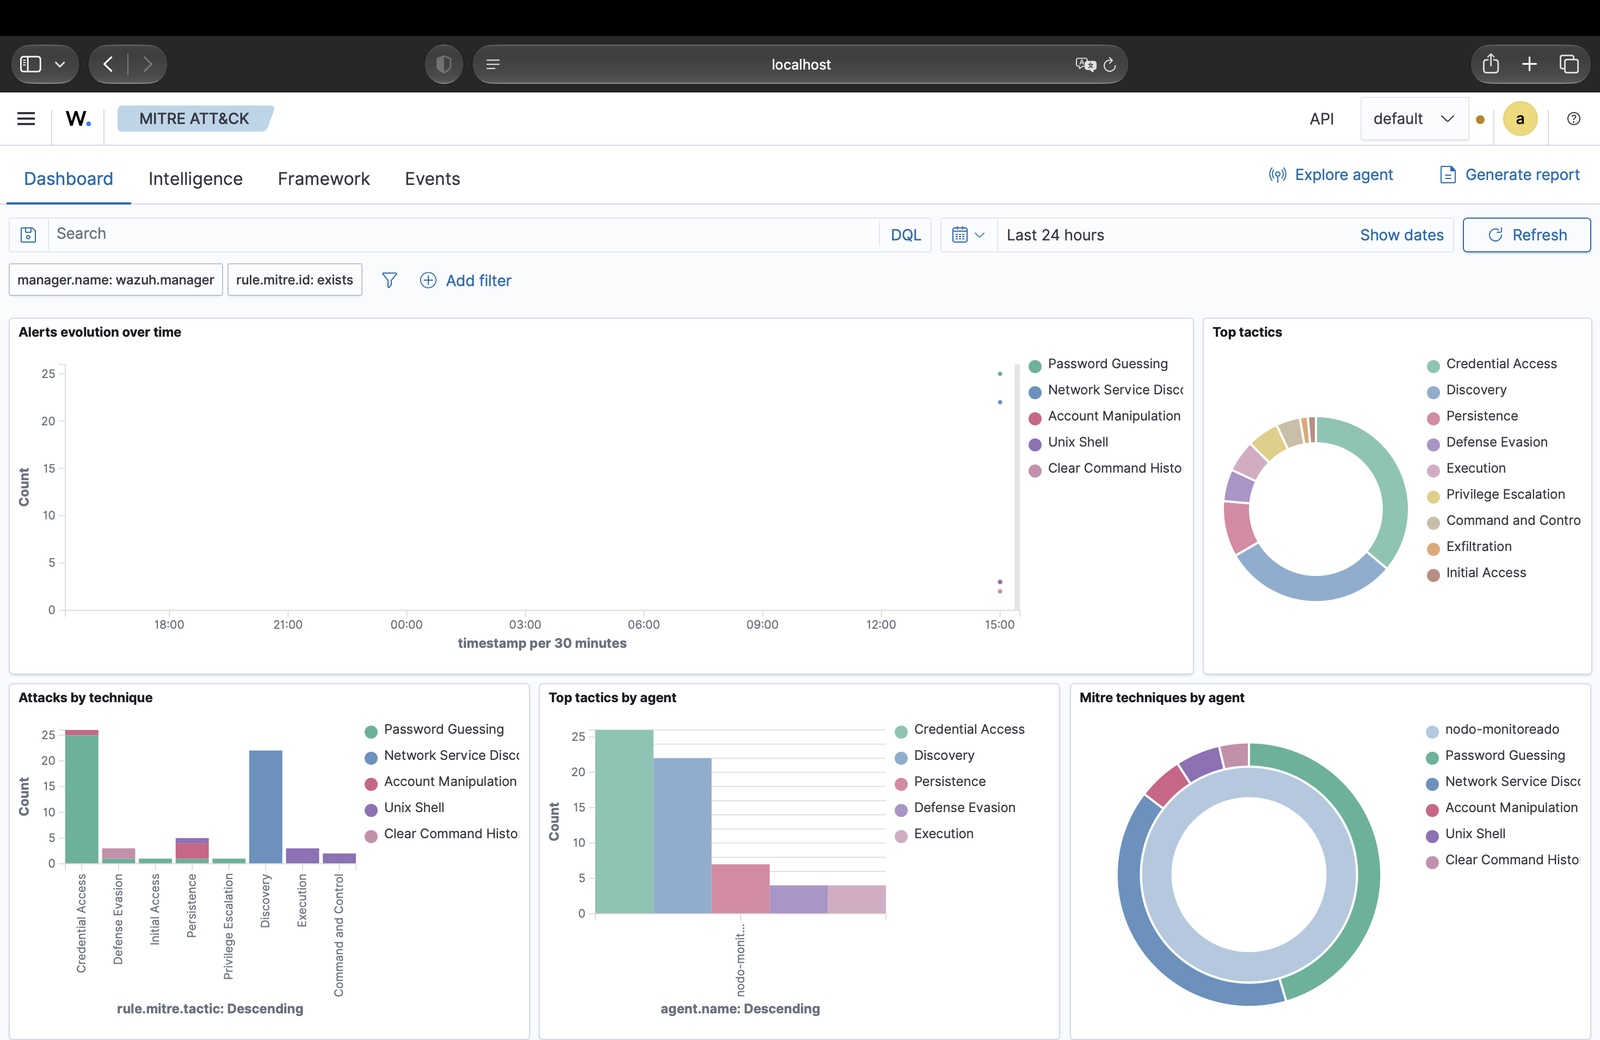 localhost
W.
MITRE ATT&CK
API
default
a
Dashboard
Intelligence
Framework
Events
Explore agent
Generate report
Search
DQL
Last 24 hours
Show dates
Refresh
manager.name: wazuh.manager
rule.mitre.id: exists
Add filter
Alerts evolution over time
25
20
15
10
5
0
Count
18:00
21:00
00:00
03:00
06:00
09:00
12:00
15:00
timestamp per 30 minutes
Password Guessing
Network Service Disc
Account Manipulation
Unix Shell
Clear Command Histo
Top tactics
Credential Access
Discovery
Persistence
Defense Evasion
Execution
Privilege Escalation
Command and Contro
Exfiltration
Initial Access
Attacks by technique
25
20
15
10
5
0
Count
Credential Access
Defense Evasion
Initial Access
Persistence
Privilege Escalation
Discovery
Execution
Command and Control
rule.mitre.tactic: Descending
Password Guessing
Network Service Disc
Account Manipulation
Unix Shell
Clear Command Histo
Top tactics by agent
25
20
15
10
5
0
Count
nodo-monit...
agent.name: Descending
Credential Access
Discovery
Persistence
Defense Evasion
Execution
Mitre techniques by agent
nodo-monitoreado
Password Guessing
Network Service Disc
Account Manipulation
Unix Shell
Clear Command Histo